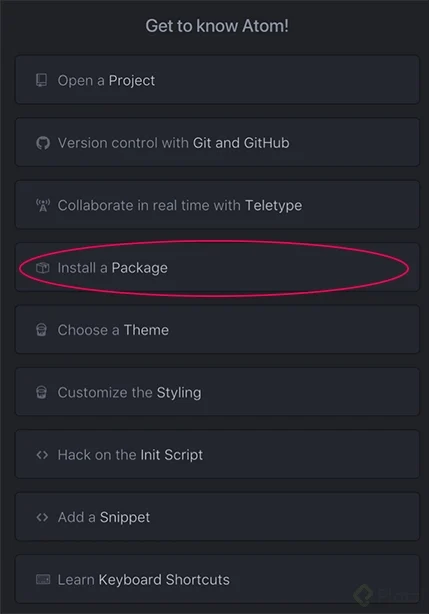 Get to know Atom!
Open a Project
Version control with Git and GitHub
Collaborate in real time with Teletype
Install a Package
Choose a Theme
Customize the Styling
Hack on the Init Script
Add a Snippet
Learn Keyboard Shortcuts